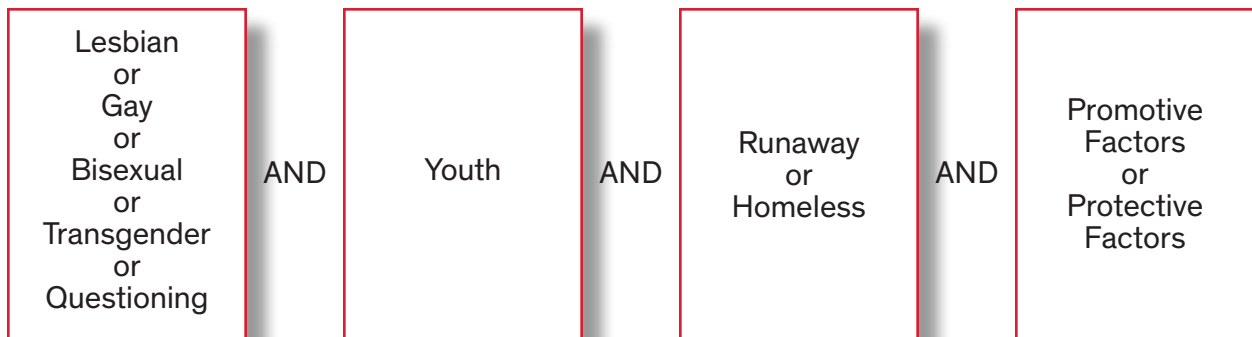 Lesbian
or
Gay
or
Bisexual
or
Transgender
or
Questioning
AND
Youth
AND
Runaway
or
Homeless
AND
Promotive
Factors
or
Protective
Factors